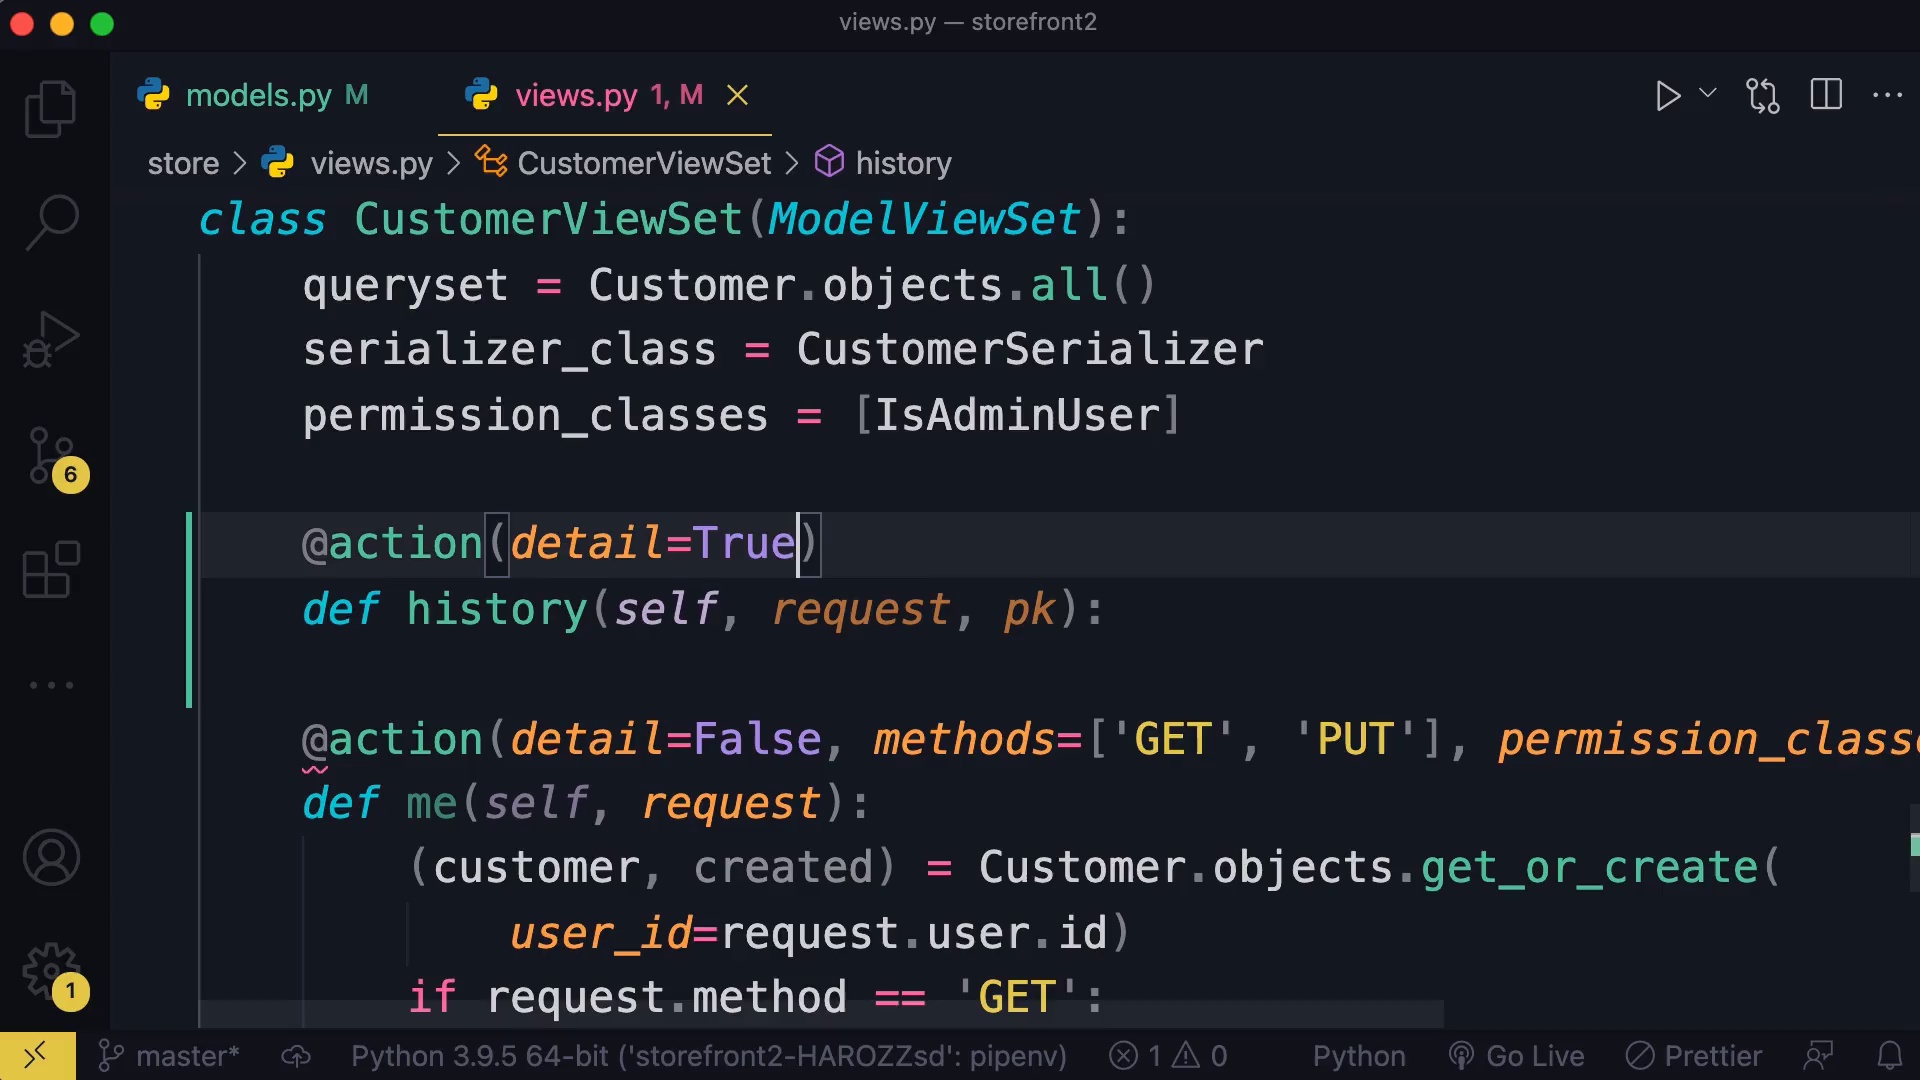 views.py — storefront2
models.py M
views.py 1, M
store > views.py > CustomerViewSet > history
class CustomerViewSet(ModelViewSet):
queryset = Customer.objects.all()
serializer_class = CustomerSerializer
permission_classes = [IsAdminUser]
@action(detail=True)
def history(self, request, pk):
@action(detail=False, methods=['GET', 'PUT'], permission_classe
def me(self, request):
(customer, created) = Customer.objects.get_or_create(
user_id=request.user.id)
if request.method == 'GET':
6
1
master* Python 3.9.5 64-bit ('storefront2-HAROZZsd': pipenv) 1 0 Python Go Live Prettier